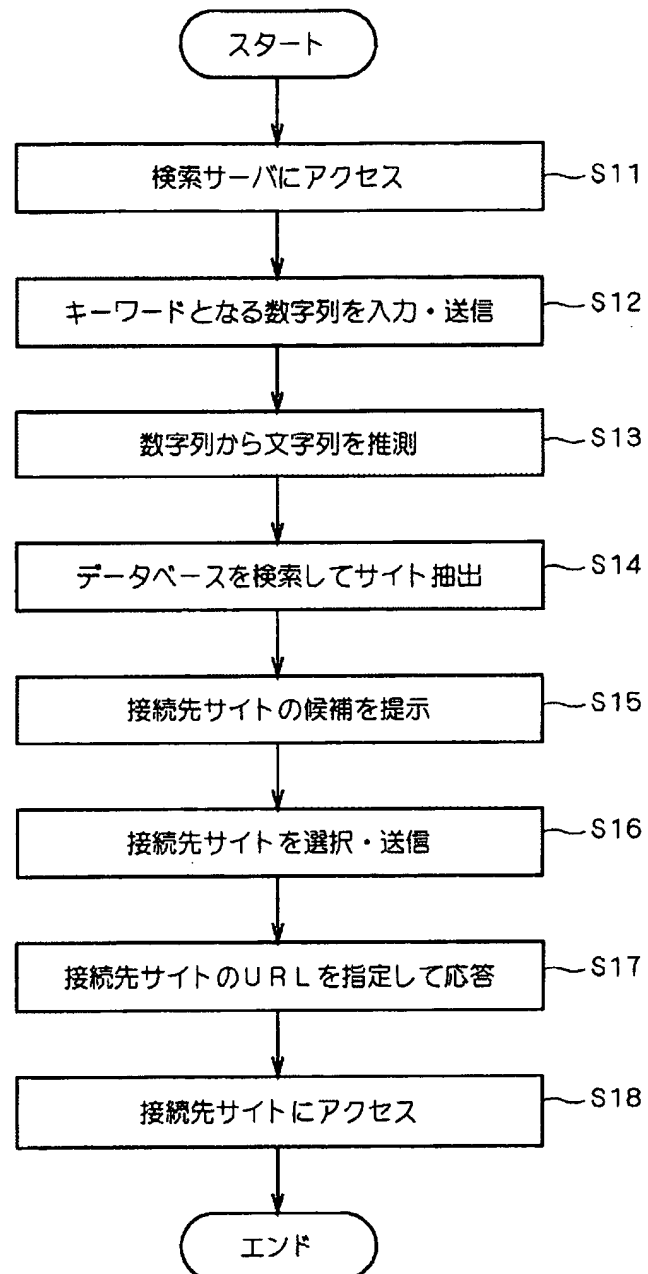 スタート
検索サーバにアクセス
S11
キーワードとなる数字列を入力・送信
S12
数字列から文字列を推測
S13
データベースを検索してサイト抽出
S14
接続先サイトの候補を提示
S15
接続先サイトを選択・送信
S16
接続先サイトのURLを指定して応答
S17
接続先サイトにアクセス
S18
エンド